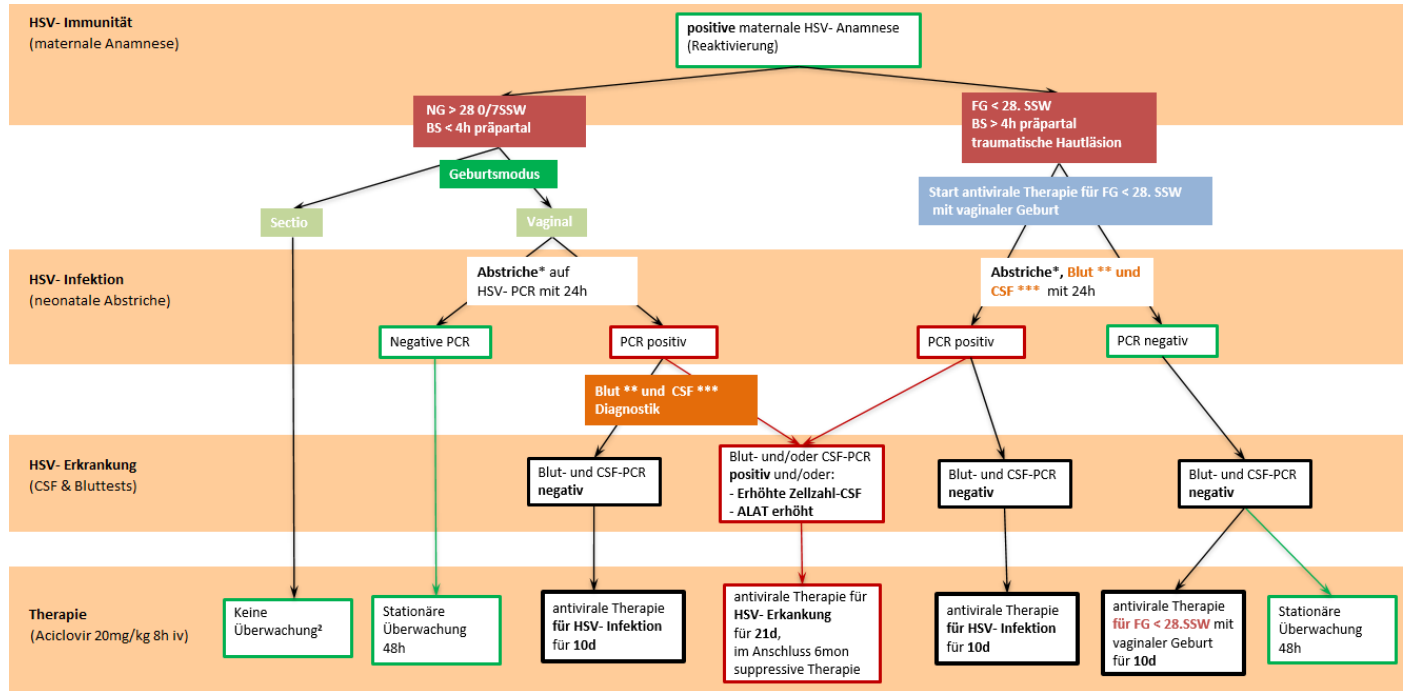 HSV- Immunität
(maternale Anamnese)
positive maternale HSV- Anamnese
(Reaktivierung)
NG > 28 0/7SSW
BS < 4h präpartal
FG < 28. SSW
BS > 4h präpartal
traumatische Hautläsion
Geburtsmodus
Start antivirale Therapie für FG < 28. SSW
mit vaginaler Geburt
Sectio
Vaginal
HSV- Infektion
(neonatale Abstriche)
Abstriche* auf
HSV- PCR mit 24h
Abstriche*, Blut ** und
CSF *** mit 24h
Negative PCR
PCR positiv
PCR positiv
PCR negativ
Blut ** und CSF ***
Diagnostik
HSV- Erkrankung
(CSF & Bluttests)
Blut- und CSF-PCR
negativ
Blut- und/oder CSF-PCR
positiv und/oder:
- Erhöhte Zellzahl-CSF
- ALAT erhöht
Blut- und CSF-PCR
negativ
Blut- und CSF-PCR
negativ
Therapie
(Aciclovir 20mg/kg 8h iv)
Keine
Überwachung²
Stationäre
Überwachung
48h
antivirale Therapie
für HSV- Infektion
für 10d
antivirale Therapie für
HSV- Erkankung
für 21d,
im Anschluss 6mon
suppressive Therapie
antivirale Therapie
für HSV- Infektion
für 10d
antivirale Therapie
für FG < 28.SSW mit
vaginaler Geburt
für 10d
Stationäre
Überwachung
48h